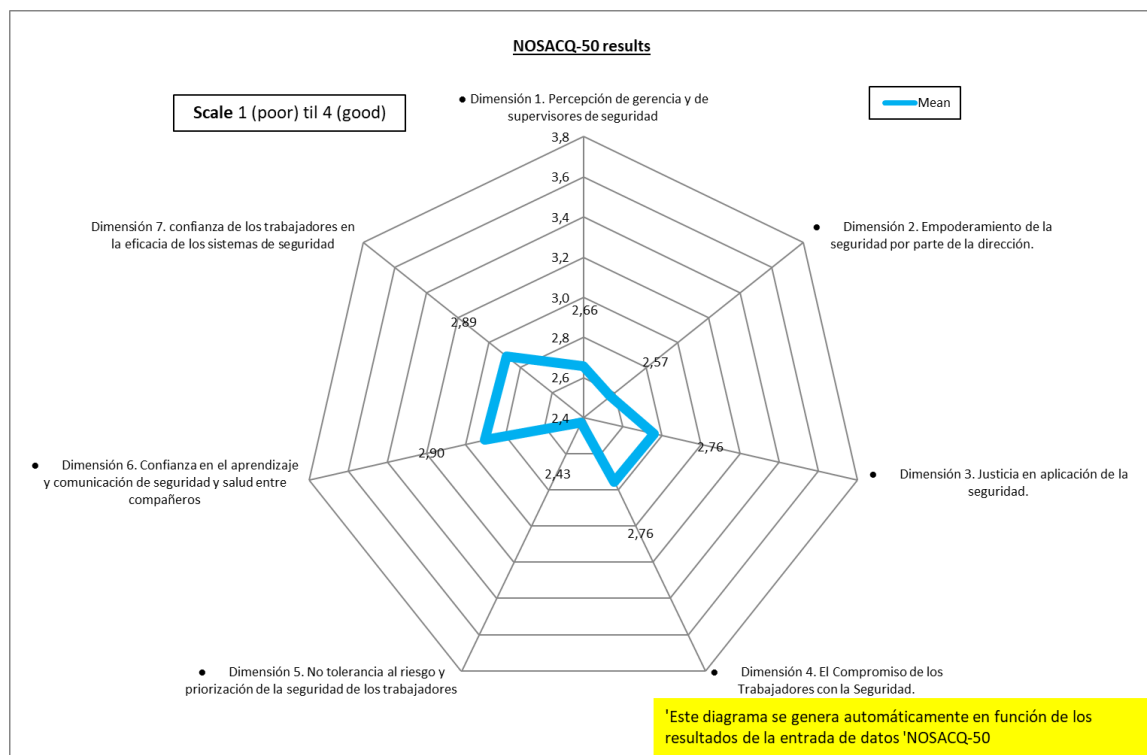 NOSACQ-50 results
Scale 1 (poor) til 4 (good)
Mean
● Dimensión 1. Percepción de gerencia y de
supervisores de seguridad
3,8
3,6
3,4
3,2
3,0
2,8
2,6
2,4
2,66
2,57
2,76
2,76
2,43
2,90
2,89
● Dimensión 2. Empoderamiento de la
seguridad por parte de la dirección.
● Dimensión 3. Justicia en aplicación de la
seguridad.
● Dimensión 4. El Compromiso de los
Trabajadores con la Seguridad.
● Dimensión 5. No tolerancia al riesgo y
priorización de la seguridad de los trabajadores
● Dimensión 6. Confianza en el aprendizaje
y comunicación de seguridad y salud entre
compañeros
Dimensión 7. confianza de los trabajadores en
la eficacia de los sistemas de seguridad
'Este diagrama se genera automáticamente en función de los
resultados de la entrada de datos 'NOSACQ-50